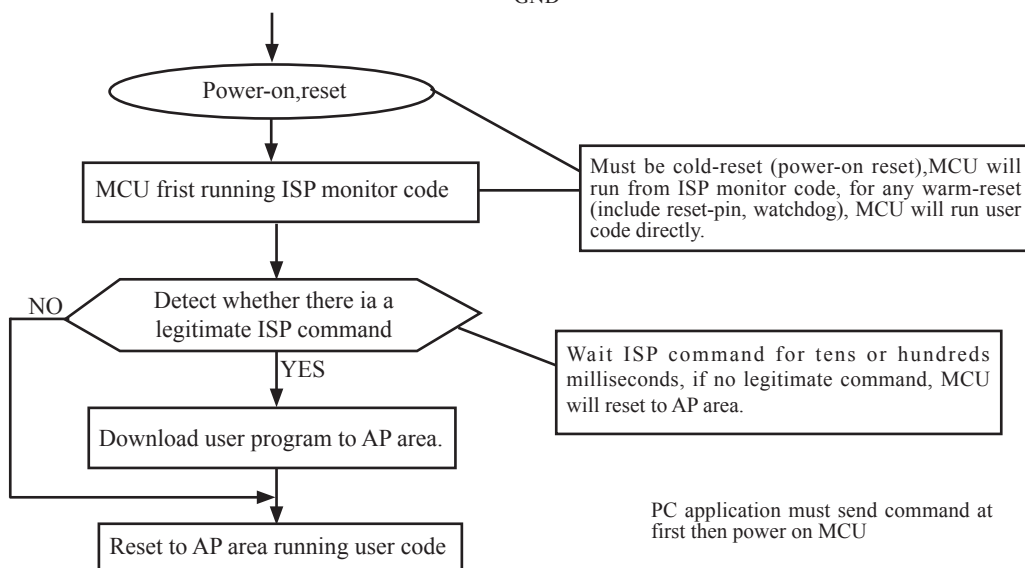 GND
Power-on,reset
MCU frist running ISP monitor code
Must be cold-reset (power-on reset),MCU will
run from ISP monitor code, for any warm-reset
(include reset-pin, watchdog), MCU will run user
code directly.
NO
Detect whether there ia a
legitimate ISP command
YES
Wait ISP command for tens or hundreds
milliseconds, if no legitimate command, MCU
will reset to AP area.
Download user program to AP area.
PC application must send command at
first then power on MCU
Reset to AP area running user code